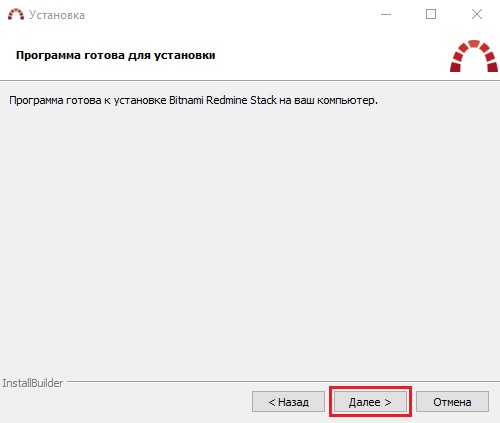 Установка
Программа готова для установки
Программа готова к установке Bitnami Redmine Stack на ваш компьютер.
InstallBuilder
< Назад
Далее >
Отмена